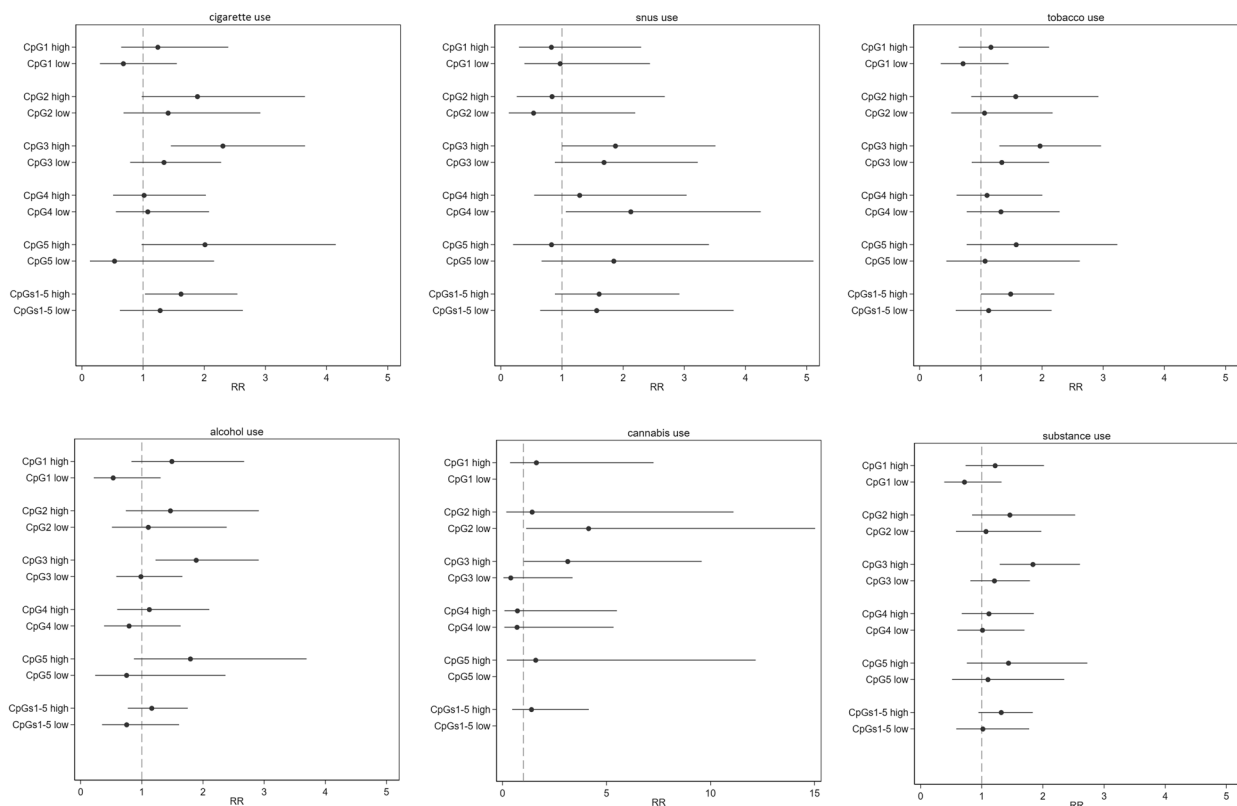 cigarette use
CpG1 high
CpG1 low
CpG2 high
CpG2 low
CpG3 high
CpG3 low
CpG4 high
CpG4 low
CpG5 high
CpG5 low
CpGs1-5 high
CpGs1-5 low
0 1 2 3 4 5
RR
snus use
CpG1 high
CpG1 low
CpG2 high
CpG2 low
CpG3 high
CpG3 low
CpG4 high
CpG4 low
CpG5 high
CpG5 low
CpGs1-5 high
CpGs1-5 low
0 1 2 3 4 5
RR
tobacco use
CpG1 high
CpG1 low
CpG2 high
CpG2 low
CpG3 high
CpG3 low
CpG4 high
CpG4 low
CpG5 high
CpG5 low
CpGs1-5 high
CpGs1-5 low
0 1 2 3 4 5
RR
alcohol use
CpG1 high
CpG1 low
CpG2 high
CpG2 low
CpG3 high
CpG3 low
CpG4 high
CpG4 low
CpG5 high
CpG5 low
CpGs1-5 high
CpGs1-5 low
0 1 2 3 4 5
RR
cannabis use
CpG1 high
CpG1 low
CpG2 high
CpG2 low
CpG3 high
CpG3 low
CpG4 high
CpG4 low
CpG5 high
CpG5 low
CpGs1-5 high
CpGs1-5 low
0 5 10 15
RR
substance use
CpG1 high
CpG1 low
CpG2 high
CpG2 low
CpG3 high
CpG3 low
CpG4 high
CpG4 low
CpG5 high
CpG5 low
CpGs1-5 high
CpGs1-5 low
0 1 2 3 4 5
RR